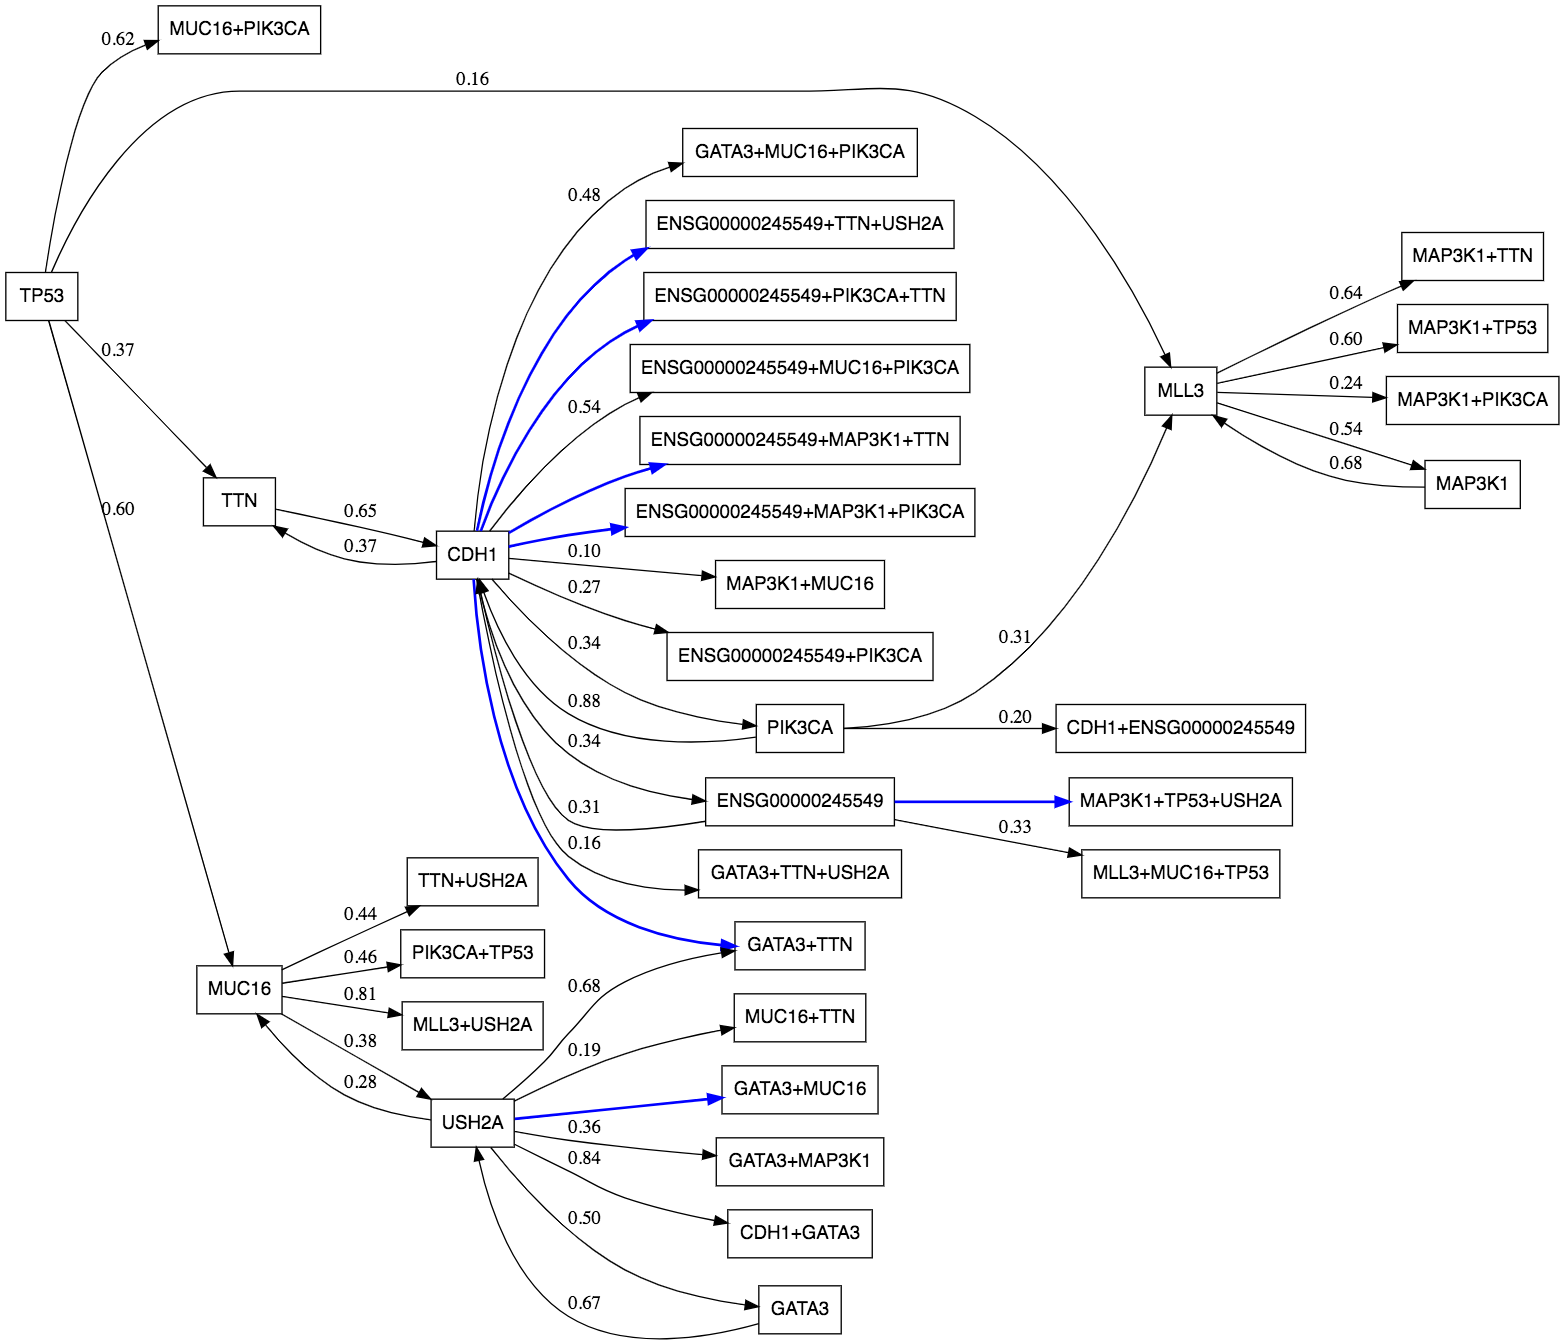 MUC16+PIK3CA
0.62
0.16
GATA3+MUC16+PIK3CA
0.48
ENSG00000245549+TTN+USH2A
MAP3K1+TTN
TP53
ENSG00000245549+PIK3CA+TTN
0.64
MAP3K1+TP53
0.60
0.37
ENSG00000245549+MUC16+PIK3CA
MLL3
0.24
MAP3K1+PIK3CA
0.54
0.54
ENSG00000245549+MAP3K1+TTN
0.68
MAP3K1
TTN
0.60
0.65
ENSG00000245549+MAP3K1+PIK3CA
0.37
CDH1
0.10
MAP3K1+MUC16
0.27
0.34
ENSG00000245549+PIK3CA
0.31
0.88
PIK3CA
0.20
CDH1+ENSG00000245549
0.34
ENSG00000245549
MAP3K1+TP53+USH2A
0.31
0.33
0.16
GATA3+TTN+USH2A
MLL3+MUC16+TP53
TTN+USH2A
0.44
GATA3+TTN
PIK3CA+TP53
0.46
MUC16
0.81
0.68
MLL3+USH2A
MUC16+TTN
0.38
0.19
0.28
GATA3+MUC16
USH2A
0.36
0.84
GATA3+MAP3K1
0.50
CDH1+GATA3
0.67
GATA3